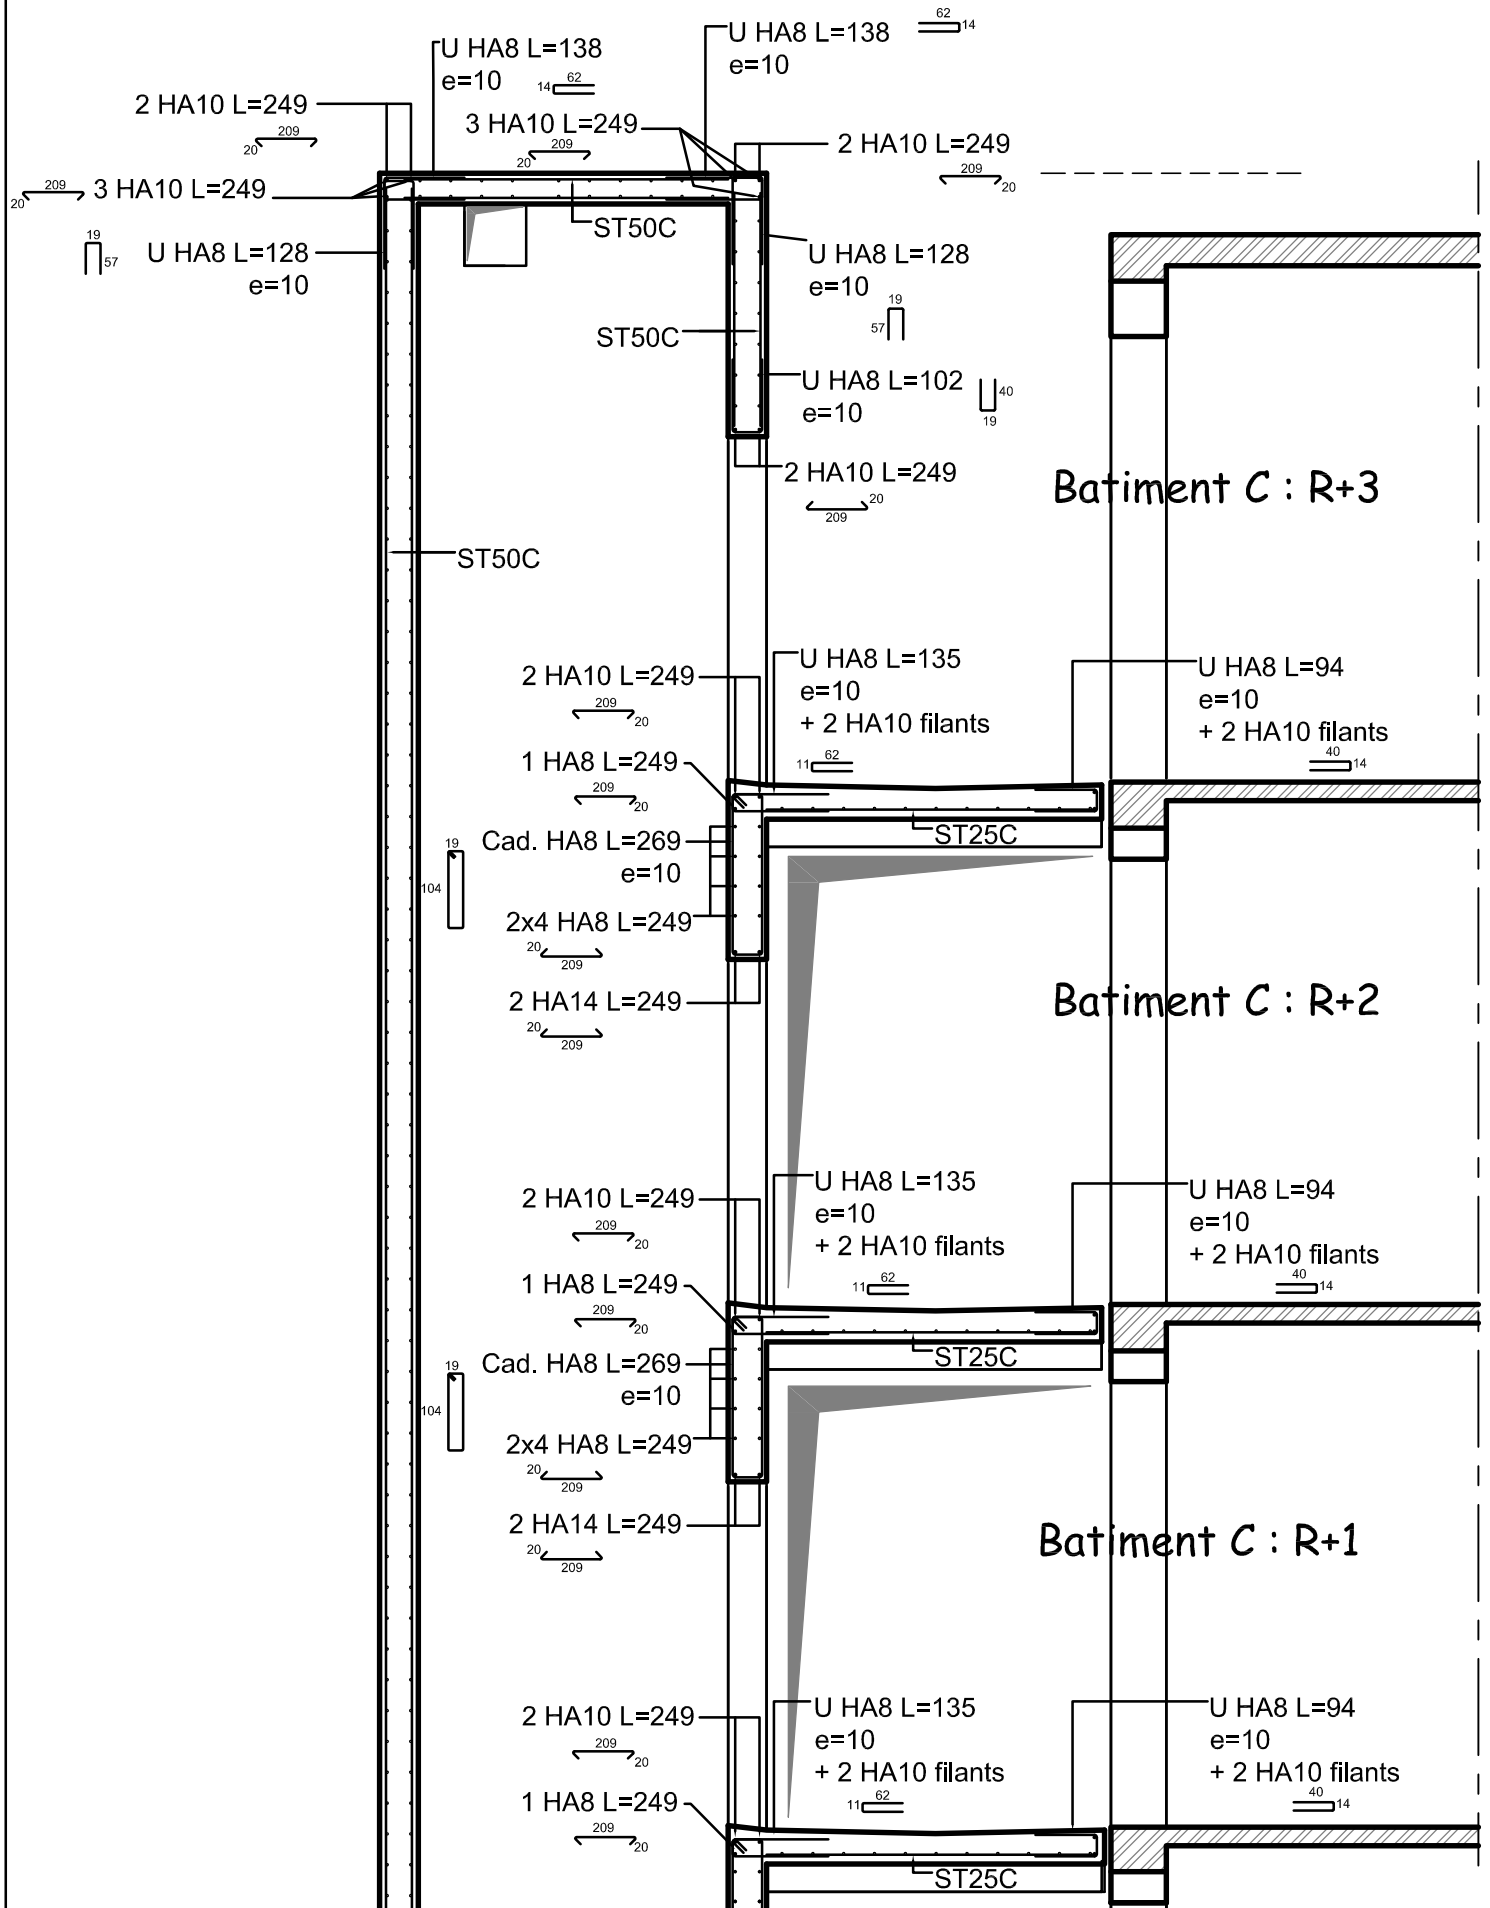 62
14
U HA8 L=138
e=10
14
62
U HA8 L=138
e=10
2 HA10 L=249
209
20
3 HA10 L=249
209
20
2 HA10 L=249
209
20
209
20
3 HA10 L=249
19
57
U HA8 L=128
e=10
ST50C
U HA8 L=128
e=10
19
57
ST50C
U HA8 L=102
e=10
40
19
2 HA10 L=249
20
209
Batiment C : R+3
ST50C
2 HA10 L=249
209
20
U HA8 L=135
e=10
+ 2 HA10 filants
62
11
U HA8 L=94
e=10
+ 2 HA10 filants
40
14
1 HA8 L=249
209
20
Cad. HA8 L=269
e=10
19
104
ST25C
2x4 HA8 L=249
20
209
2 HA14 L=249
20
209
Batiment C : R+2
2 HA10 L=249
209
20
U HA8 L=135
e=10
+ 2 HA10 filants
62
11
U HA8 L=94
e=10
+ 2 HA10 filants
40
14
1 HA8 L=249
209
20
Cad. HA8 L=269
e=10
19
104
ST25C
2x4 HA8 L=249
20
209
2 HA14 L=249
20
209
Batiment C : R+1
2 HA10 L=249
209
20
U HA8 L=135
e=10
+ 2 HA10 filants
62
11
U HA8 L=94
e=10
+ 2 HA10 filants
40
14
1 HA8 L=249
209
20
ST25C